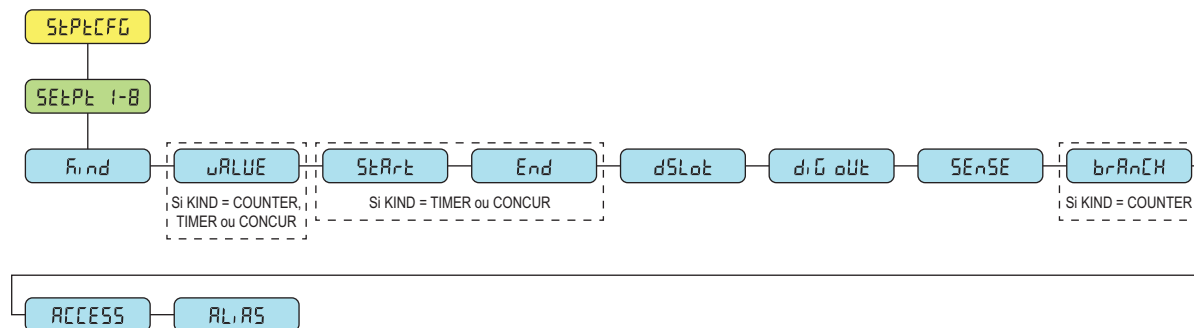 StPtCFG
SEtPt 1-8
Kind
vALUE
StArt
End
dSLot
diG oUt
SEnSE
brAnCH
Si KIND = COUNTER,
TIMER ou CONCUR
Si KIND = TIMER ou CONCUR
Si KIND = COUNTER
ACCESS
ALiAS